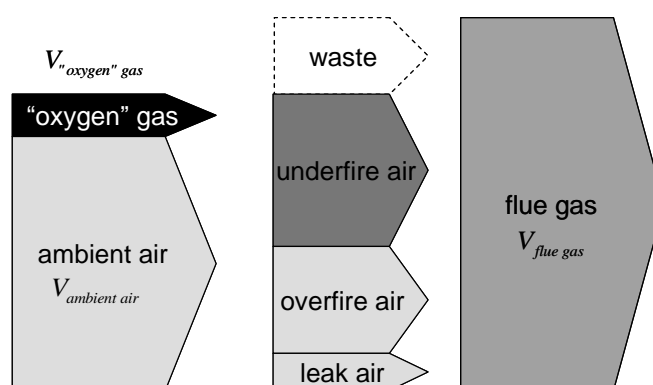 V"oxygen" gas
“oxygen” gas
ambient air
Vambient air
waste
underfire air
overfire air
leak air
flue gas
Vflue gas